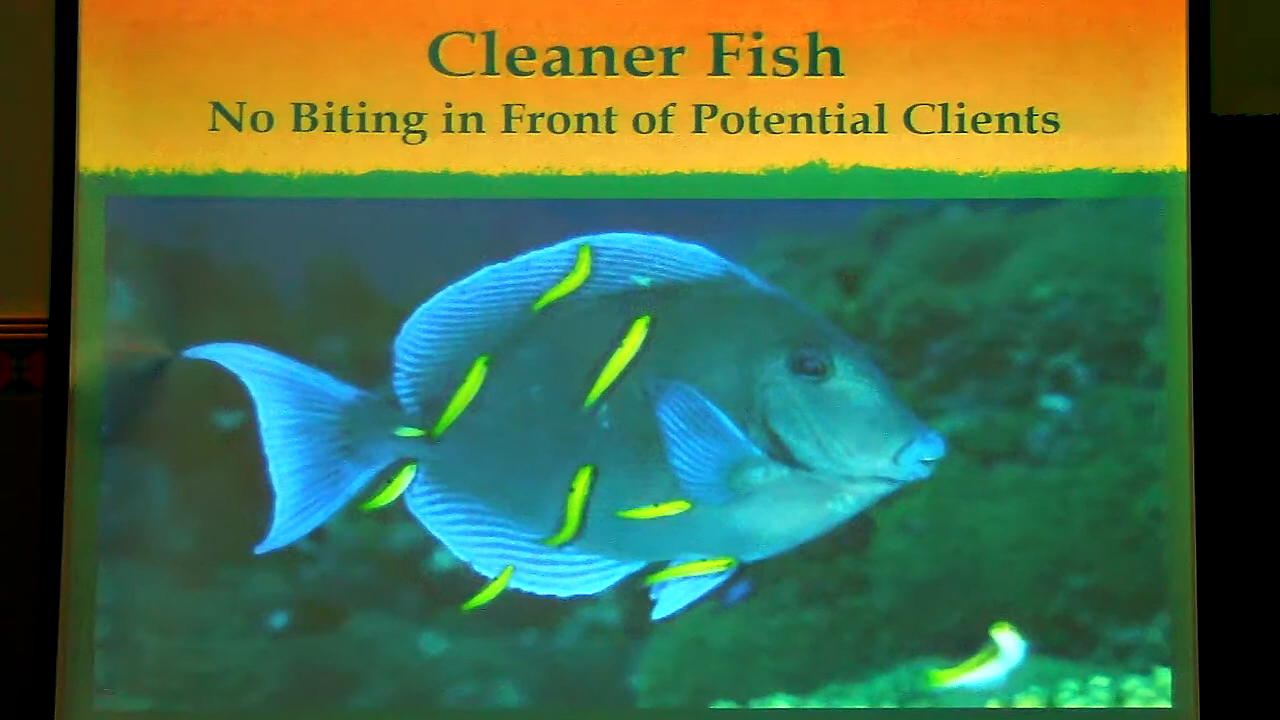 Cleaner Fish
No Biting in Front of Potential Clients